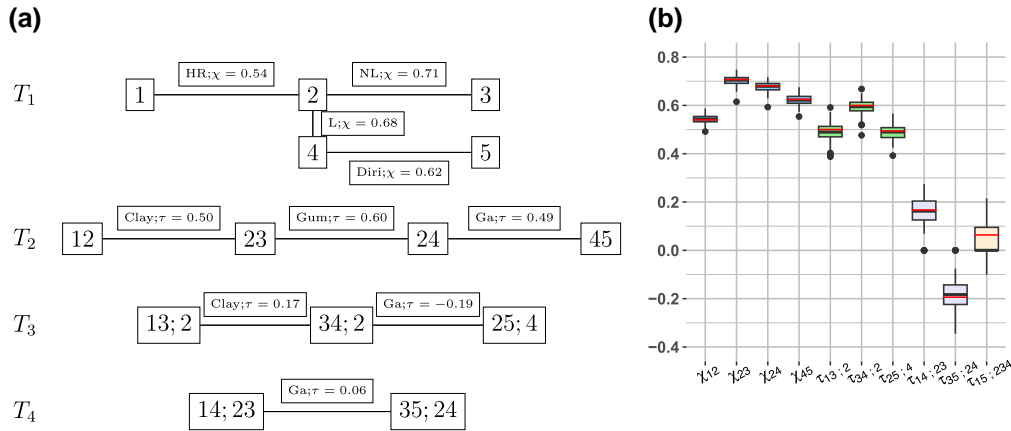 (a)
HR;χ = 0.54
NL;χ = 0.71
T1 1 2 3
L;χ = 0.68
4 5
Diri;χ = 0.62
Clay;τ = 0.50 Gum;τ = 0.60 Ga;τ = 0.49
T2 12 23 24 45
Clay;τ = 0.17 Ga;τ = −0.19
T3 13; 2 34; 2 25; 4
Ga;τ = 0.06
T4 14; 23 35; 24
(b)
0.8
0.6
0.4
0.2
0.0
−0.2
−0.4
χ12 χ23 χ24 χ45 τ13 ; 2 τ34 ; 2 τ25 ; 4 τ14 ; 23 τ35 ; 24 τ15 ; 234